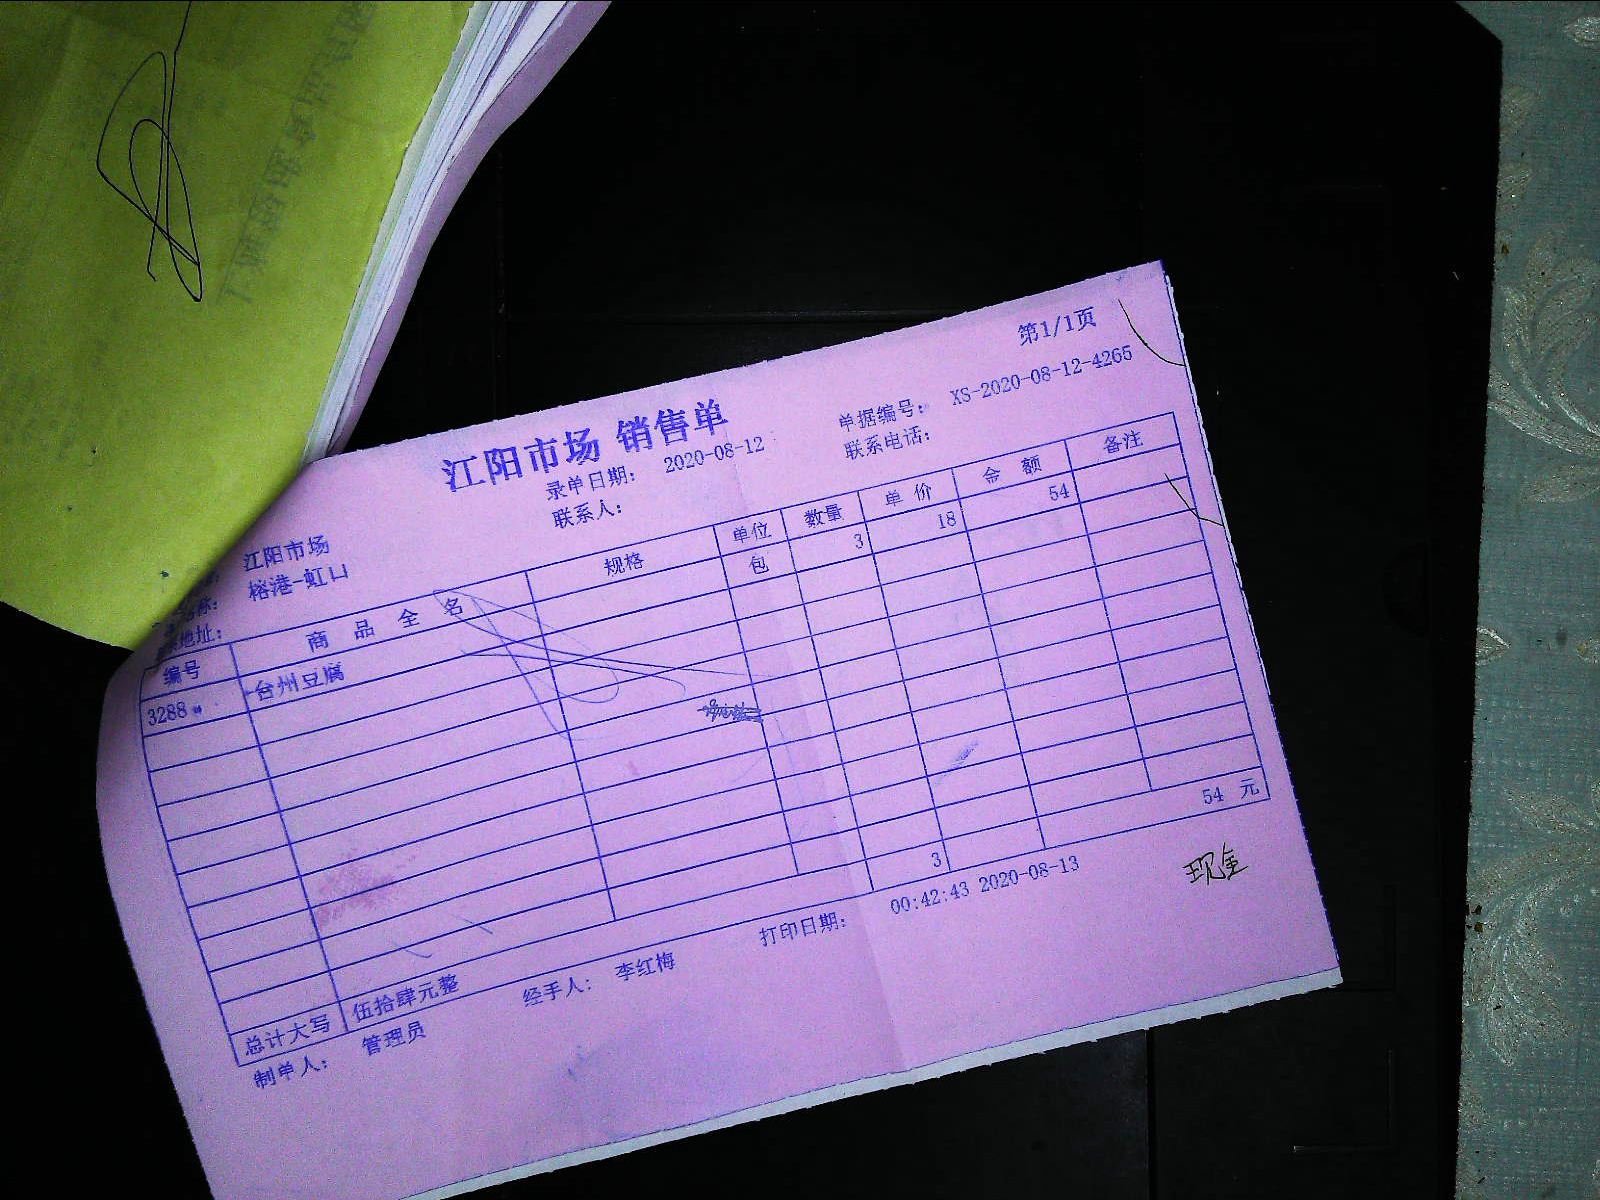 第1/1页
江阳市场 销售单
单据编号： XS-2020-08-12-4265
录单日期： 2020-08-12
联系电话：
联系人：
江阳市场
榕港-虹口
地址：
编号 商品全名 规格 单位 数量 单价 金额 备注
3288 台州豆腐 包 3 18 54
3
54 元
总计大写 伍拾肆元整
制单人： 管理员 经手人： 李红梅 打印日期： 00:42:43 2020-08-13
现金